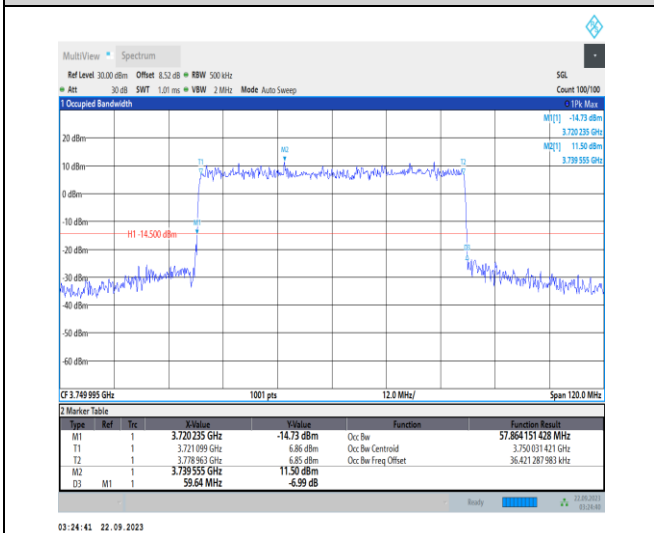 MultiView Spectrum
Ref Level 30.00 dBm Offset 8.52 dB RBW 500 kHz SGL
Att 30 dB SWT 1.01 ms VBW 2 MHz Mode Auto Sweep Count 100/100
1 Occupied Bandwidth 1Pk Max
M1[1] -14.73 dBm
3.720 235 GHz
20 dBm
M2[1] 11.50 dBm
3.739 555 GHz
M2
T1
T2
10 dBm
0 dBm
-10 dBm
M1
H1 -14.500 dBm
-20 dBm
D3
-30 dBm
-40 dBm
-50 dBm
-60 dBm
CF 3.749 995 GHz 1001 pts 12.0 MHz/ Span 120.0 MHz
2 Marker Table
Type Ref Trc X-Value Y-Value Function Function Result
M1 1 3.720 235 GHz -14.73 dBm Occ Bw 57.864 151 428 MHz
T1 1 3.721 099 GHz 6.86 dBm Occ Bw Centroid 3.750 031 421 GHz
T2 1 3.778 963 GHz 6.85 dBm Occ Bw Freq Offset 36.421 287 983 kHz
M2 1 3.739 555 GHz 11.50 dBm
D3 M1 1 59.64 MHz -6.99 dB
Ready 22.09.2023
03:24:40
03:24:41 22.09.2023